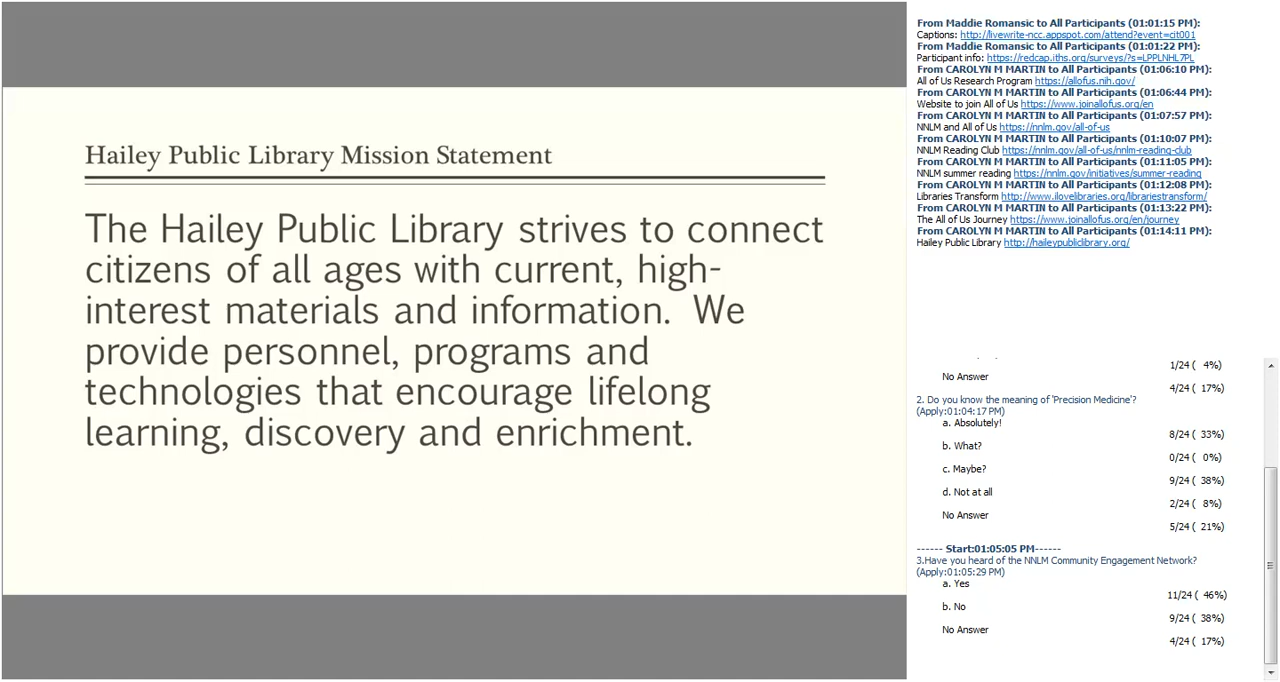 Hailey Public Library Mission Statement
The Hailey Public Library strives to connect
citizens of all ages with current, high-
interest materials and information.  We
provide personnel, programs and
technologies that encourage lifelong
learning, discovery and enrichment.
From Maddie Romansic to All Participants (01:01:15 PM):
Captions: http://livewrite-ncc.appspot.com/attend?event=cit001
From Maddie Romansic to All Participants (01:01:22 PM):
Participant info: https://redcap.iths.org/surveys/?s=LPPLNHL7PL
From CAROLYN M MARTIN to All Participants (01:06:10 PM):
All of Us Research Program https://allofus.nih.gov/
From CAROLYN M MARTIN to All Participants (01:06:44 PM):
Website to join All of Us https://www.joinallofus.org/en
From CAROLYN M MARTIN to All Participants (01:07:57 PM):
NNLM and All of Us https://nnlm.gov/all-of-us
From CAROLYN M MARTIN to All Participants (01:10:07 PM):
NNLM Reading Club https://nnlm.gov/all-of-us/nnlm-reading-club
From CAROLYN M MARTIN to All Participants (01:11:05 PM):
NNLM summer reading https://nnlm.gov/initiatives/summer-reading
From CAROLYN M MARTIN to All Participants (01:12:08 PM):
Libraries Transform http://www.ilovelibraries.org/librariestransform/
From CAROLYN M MARTIN to All Participants (01:13:22 PM):
The All of Us Journey https://www.joinallofus.org/en/journey
From CAROLYN M MARTIN to All Participants (01:14:11 PM):
Hailey Public Library http://haileypubliclibrary.org/
1/24 ( 4%)
No Answer
4/24 ( 17%)
2. Do you know the meaning of 'Precision Medicine'?
(Apply:01:04:17 PM)
a. Absolutely!
8/24 ( 33%)
b. What?
0/24 ( 0%)
c. Maybe?
9/24 ( 38%)
d. Not at all
2/24 ( 8%)
No Answer
5/24 ( 21%)
------ Start:01:05:05 PM------
3.Have you heard of the NNLM Community Engagement Network?
(Apply:01:05:29 PM)
a. Yes
11/24 ( 46%)
b. No
9/24 ( 38%)
No Answer
4/24 ( 17%)